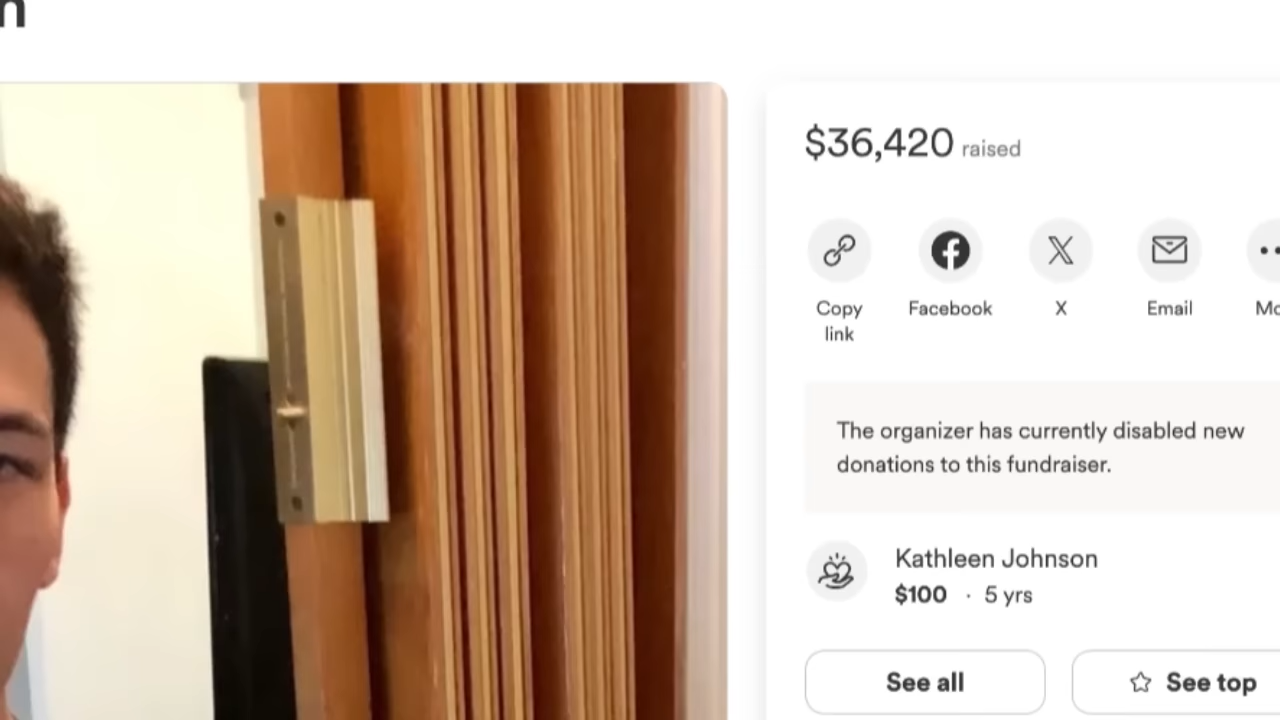 n
$36,420 raised
Copy link
Facebook
X
Email
Mo
The organizer has currently disabled new
donations to this fundraiser.
Kathleen Johnson
$100 · 5 yrs
See all
See top